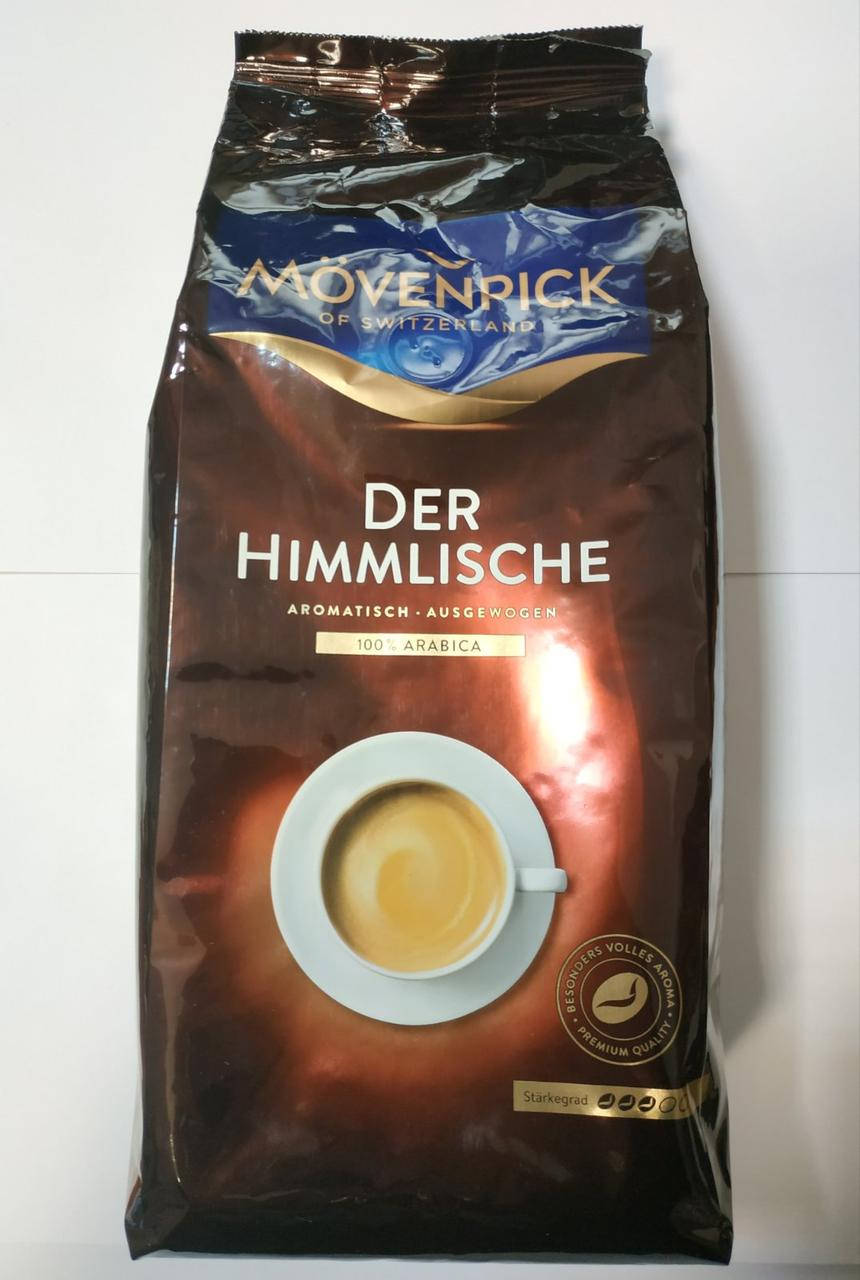 MÖVENPICK
OF SWITZERLAND
DER
HIMMLISCHE
AROMATISCH · AUSGEWOGEN
100% ARABICA
BESONDERS VOLLES AROMA
• PREMIUM QUALITY •
Stärkegrad